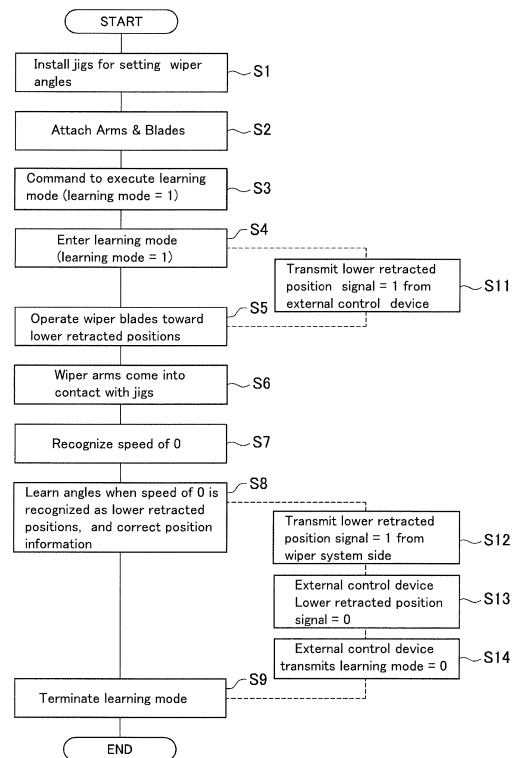 START
Install jigs for setting wiper
angles
S1
Attach Arms & Blades
S2
Command to execute learning
mode (learning mode = 1)
S3
Enter learning mode
(learning mode = 1)
S4
Transmit lower retracted
position signal = 1 from
external control device
S11
Operate wiper blades toward
lower retracted positions
S5
Wiper arms come into
contact with jigs
S6
Recognize speed of 0
S7
Learn angles when speed of 0 is
recognized as lower retracted
positions, and correct position
information
S8
Transmit lower retracted
position signal = 1 from
wiper system side
S12
External control device
Lower retracted position
signal = 0
S13
External control device
transmits learning mode = 0
S14
Terminate learning mode
S9
END